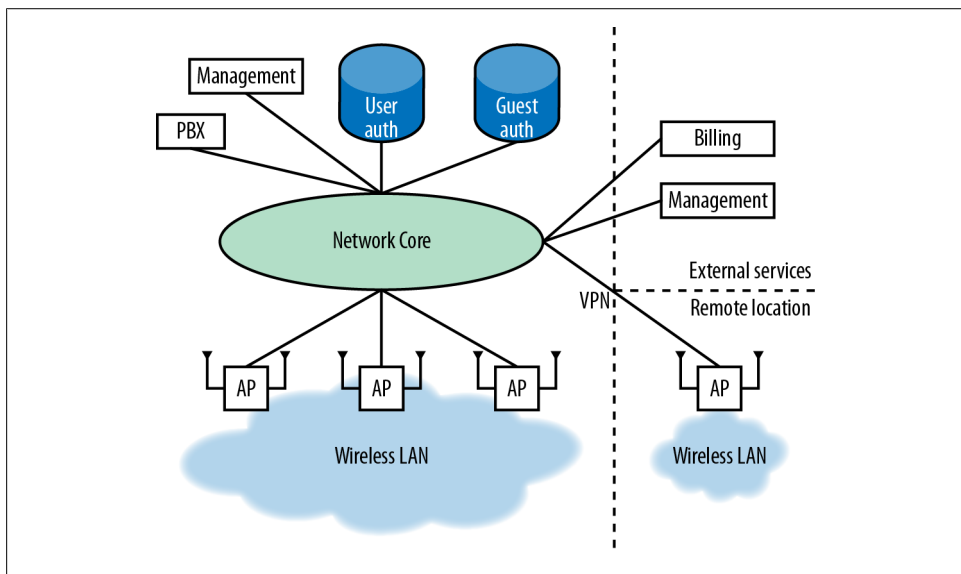 Management
PBX
User
auth
Guest
auth
Billing
Management
Network Core
External services
VPN
Remote location
AP
AP
AP
AP
Wireless LAN
Wireless LAN